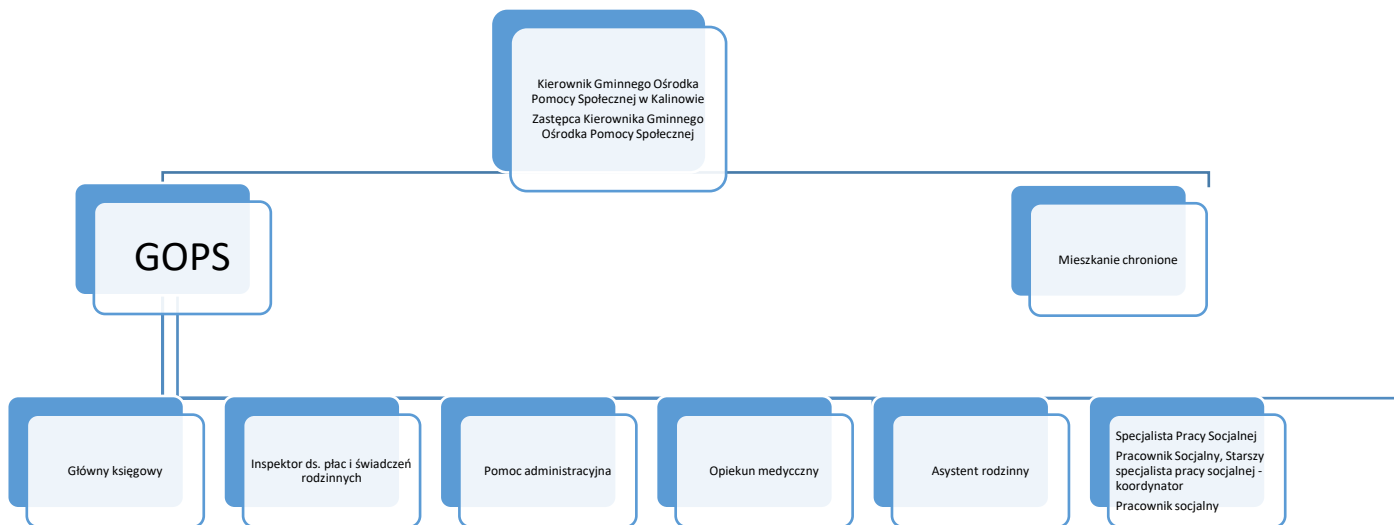 Kierownik Gminnego Ośrodka
Pomocy Społecznej w Kalinowie
Zastępca Kierownika Gminnego
Ośrodka Pomocy Społecznej
GOPS
Mieszkanie chronione
Główny księgowy
Inspektor ds. płac i świadczeń
rodzinnych
Pomoc administracyjna
Opiekun medycczny
Asystent rodzinny
Specjalista Pracy Socjalnej
Pracownik Socjalny, Starszy
specjalista pracy socjalnej -
koordynator
Pracownik socjalny